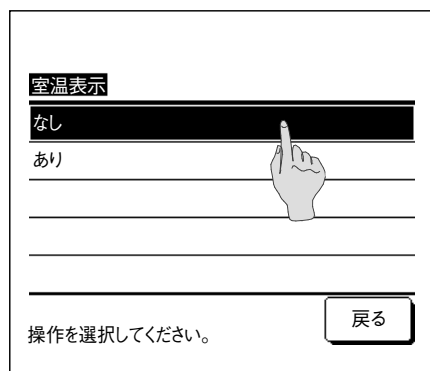 室温表示
なし
あり
操作を選択してください。
戻る